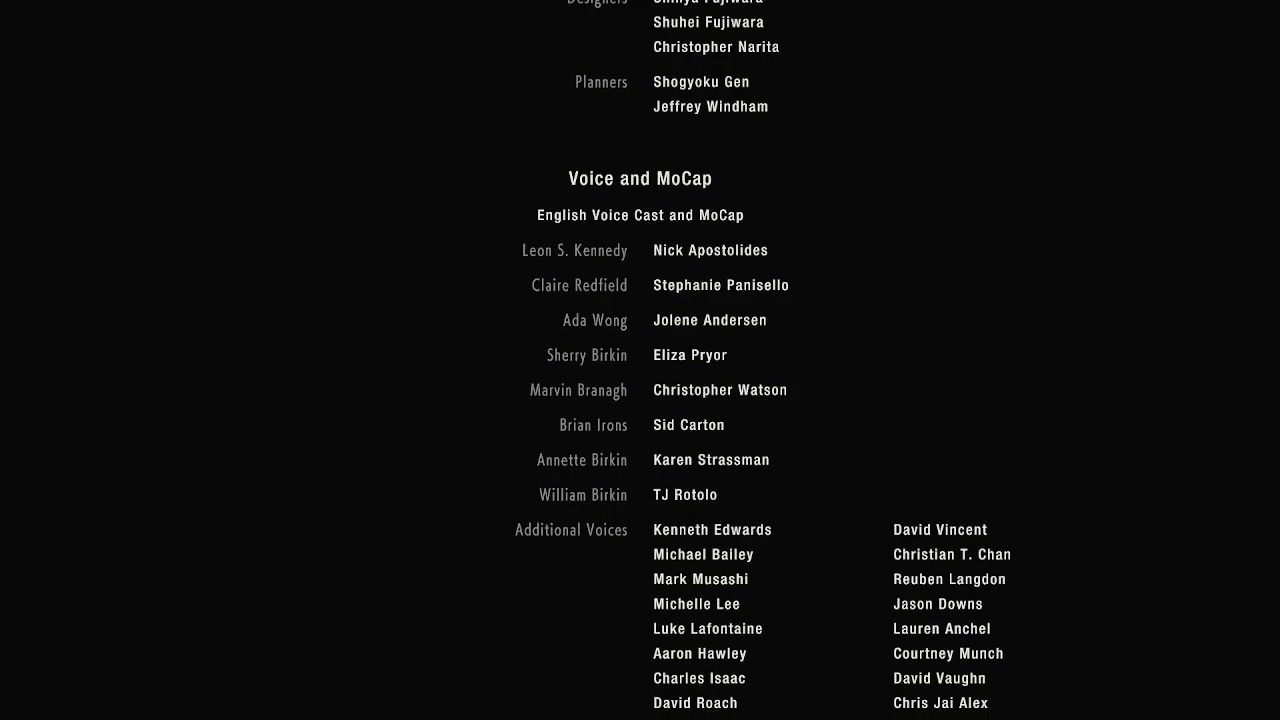 Designers Shinya Fujiwara
Shuhei Fujiwara
Christopher Narita
Planners Shogyoku Gen
Jeffrey Windham
Voice and MoCap
English Voice Cast and MoCap
Leon S. Kennedy Nick Apostolides
Claire Redfield Stephanie Panisello
Ada Wong Jolene Andersen
Sherry Birkin Eliza Pryor
Marvin Branagh Christopher Watson
Brian Irons Sid Carton
Annette Birkin Karen Strassman
William Birkin TJ Rotolo
Additional Voices Kenneth Edwards David Vincent
Michael Bailey Christian T. Chan
Mark Musashi Reuben Langdon
Michelle Lee Jason Downs
Luke Lafontaine Lauren Anchel
Aaron Hawley Courtney Munch
Charles Isaac David Vaughn
David Roach Chris Jai Alex